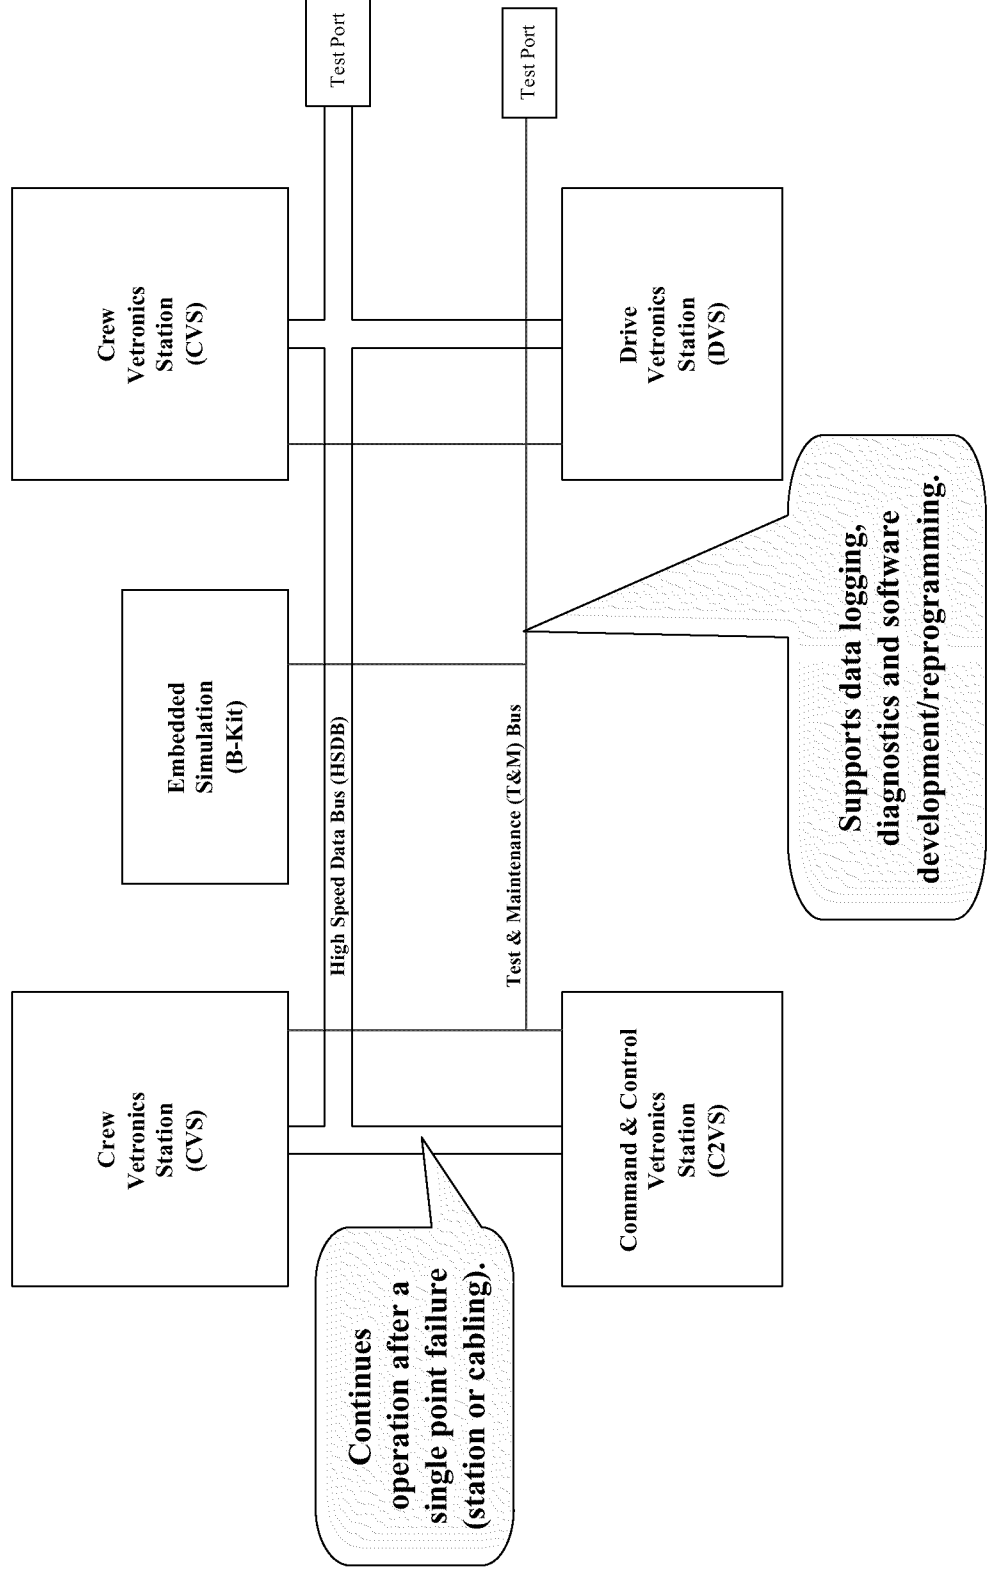 Crew
Vetronics
Station
(CVS)
Embedded
Simulation
(B-Kit)
Crew
Vetronics
Station
(CVS)
Test Port
High Speed Data Bus (HSDB)
Continues
operation after a
single point failure
(station or cabling).
Test & Maintenance (T&M) Bus
Test Port
Command & Control
Vetronics
Station
(C2VS)
Drive
Vetronics
Station
(DVS)
Supports data logging,
diagnostics and software
development/reprogramming.